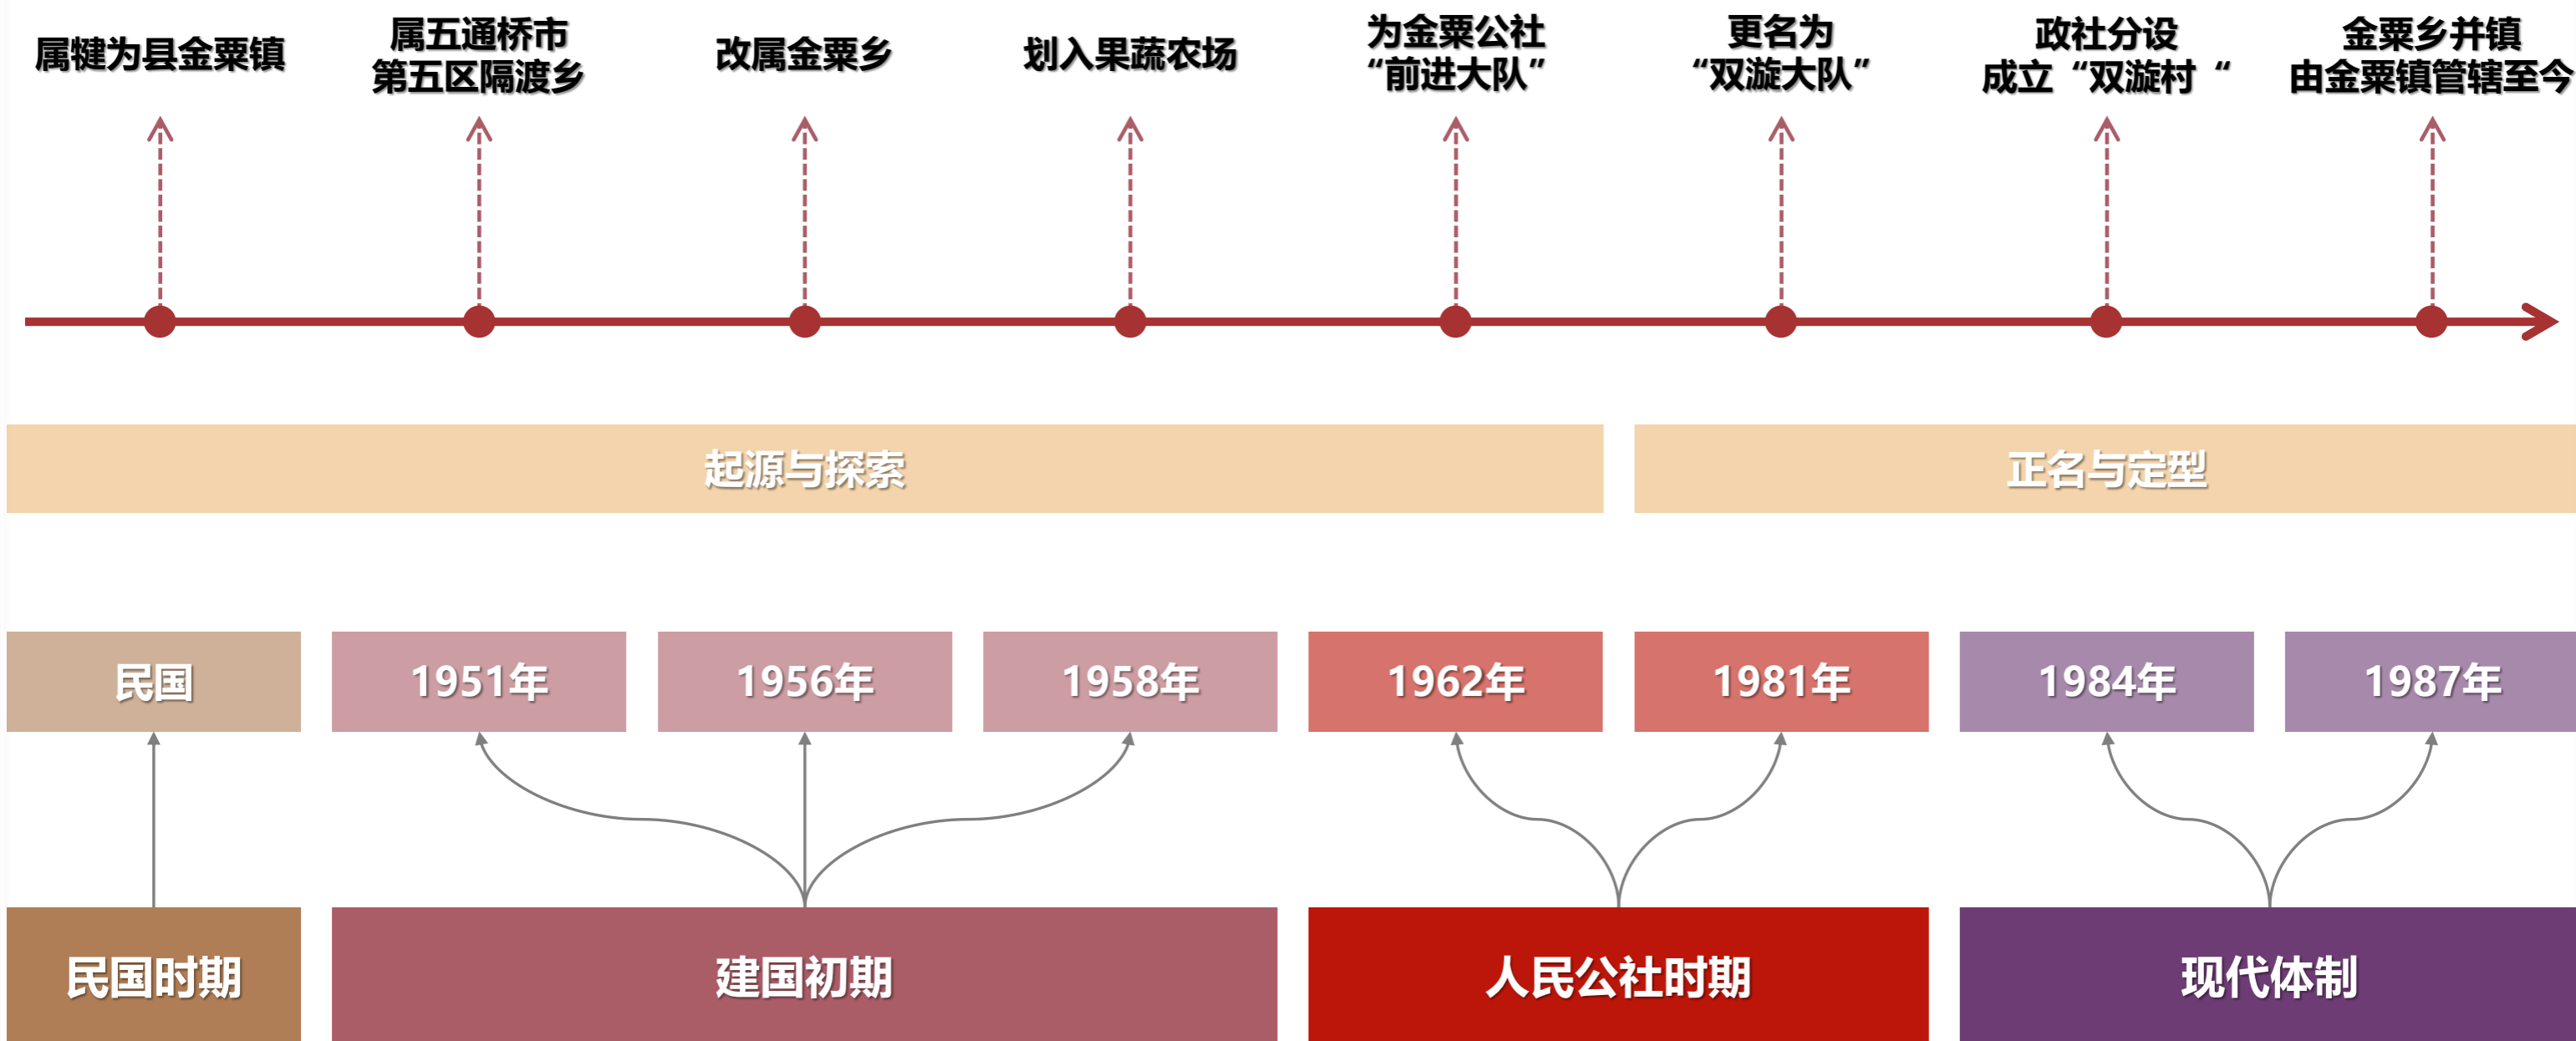 属犍为县金粟镇
属五通桥市
第五区隔渡乡
改属金粟乡
划入果蔬农场
为金粟公社
“前进大队”
更名为
“双漩大队”
政社分设
成立“双漩村“
金粟乡并镇
由金粟镇管辖至今
起源与探索
正名与定型
民国
1951年
1956年
1958年
1962年
1981年
1984年
1987年
民国时期
建国初期
人民公社时期
现代体制